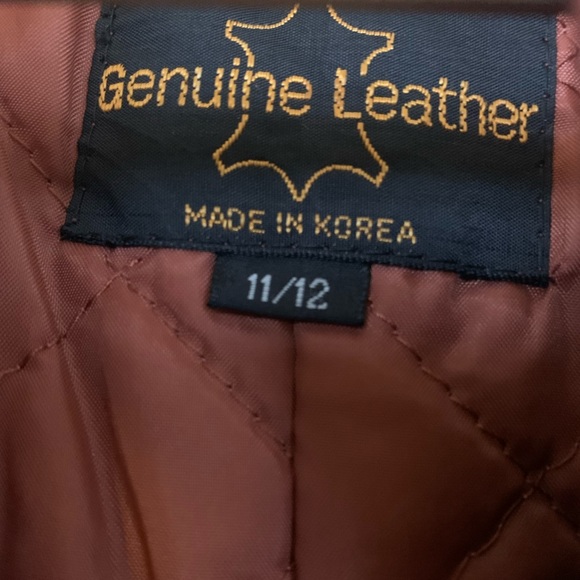 Genuine Leather
MADE IN KOREA
11/12